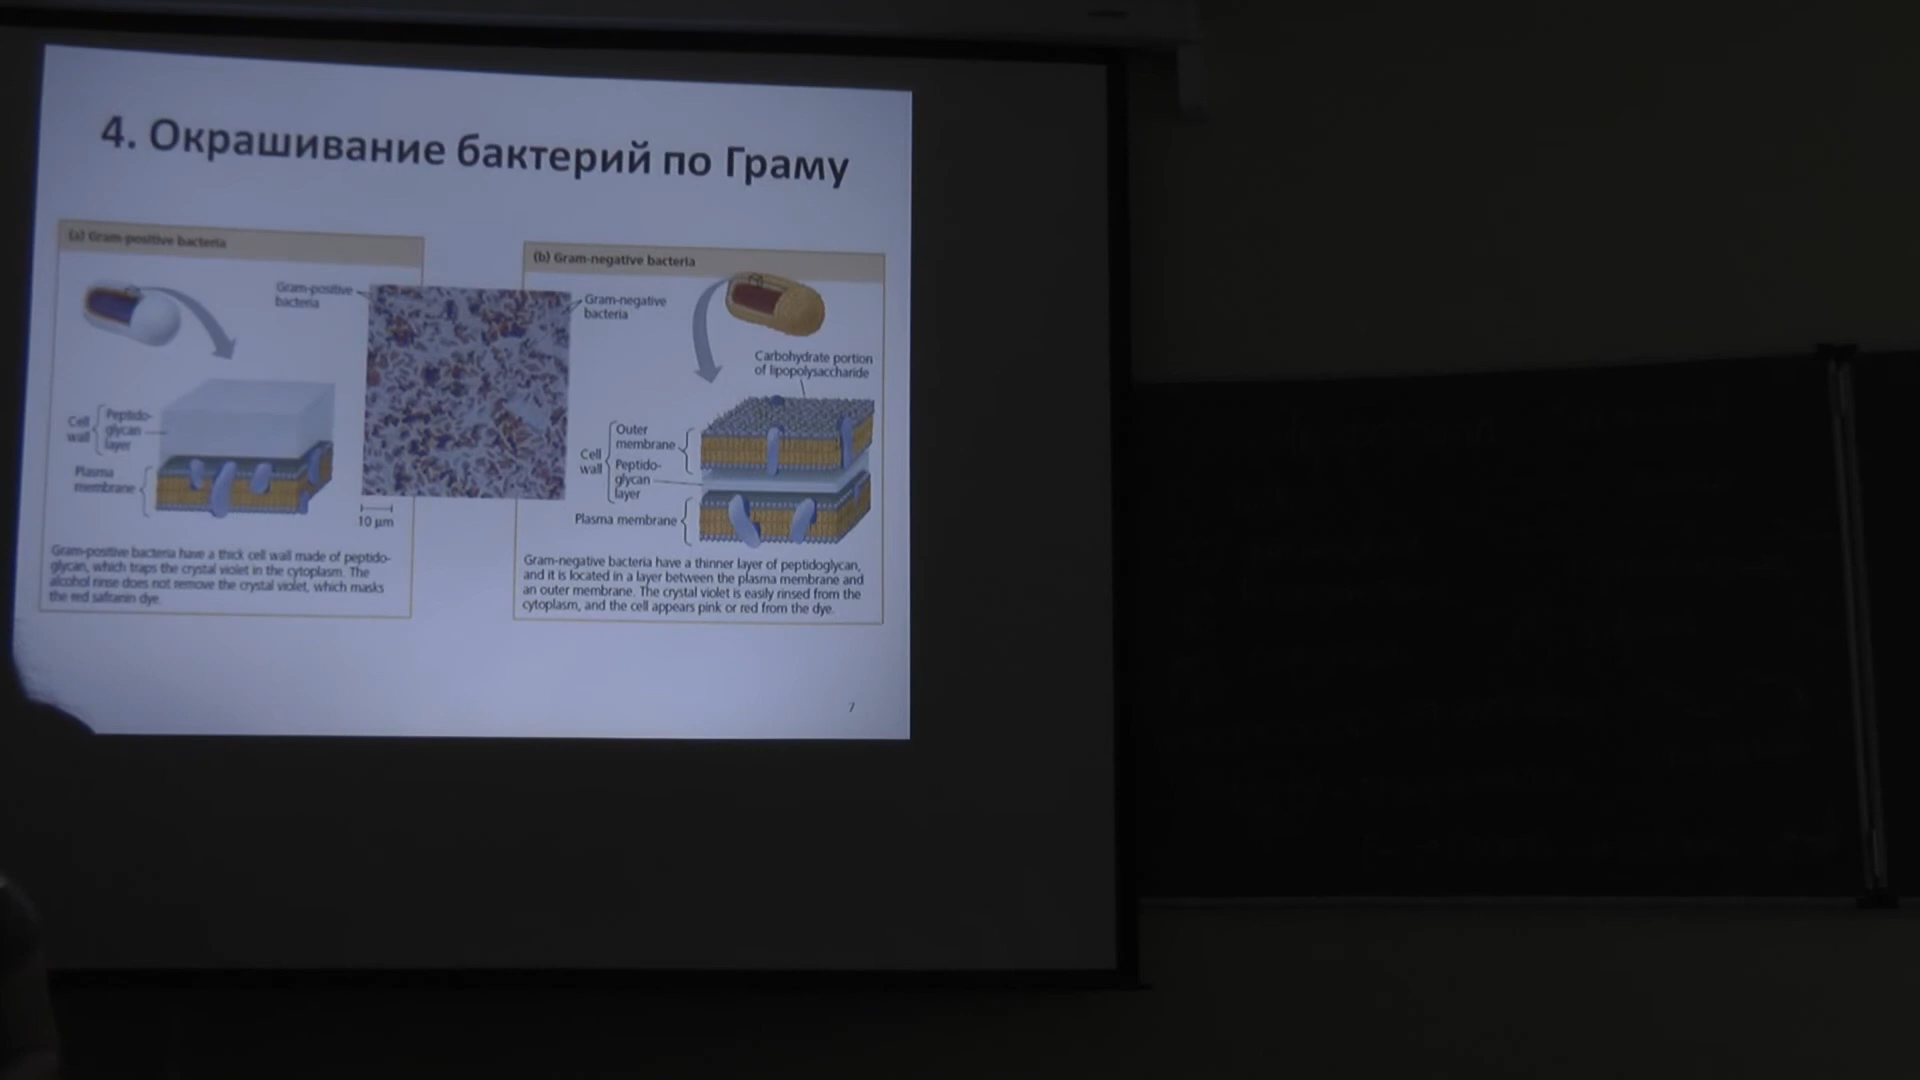 4. Окрашивание бактерий по Граму
(a) Gram-positive bacteria
Gram-positive
bacteria
Cell
wall
Peptido-
glycan
layer
Plasma
membrane
10 µm
Gram-positive bacteria have a thick cell wall made of peptido-
glycan, which traps the crystal violet in the cytoplasm. The
alcohol rinse does not remove the crystal violet, which masks
the red safranin dye.
(b) Gram-negative bacteria
Gram-negative
bacteria
Carbohydrate portion
of lipopolysaccharide
Cell
wall
Outer
membrane
Peptido-
glycan
layer
Plasma membrane
Gram-negative bacteria have a thinner layer of peptidoglycan,
and it is located in a layer between the plasma membrane and
an outer membrane. The crystal violet is easily rinsed from the
cytoplasm, and the cell appears pink or red from the dye.
7